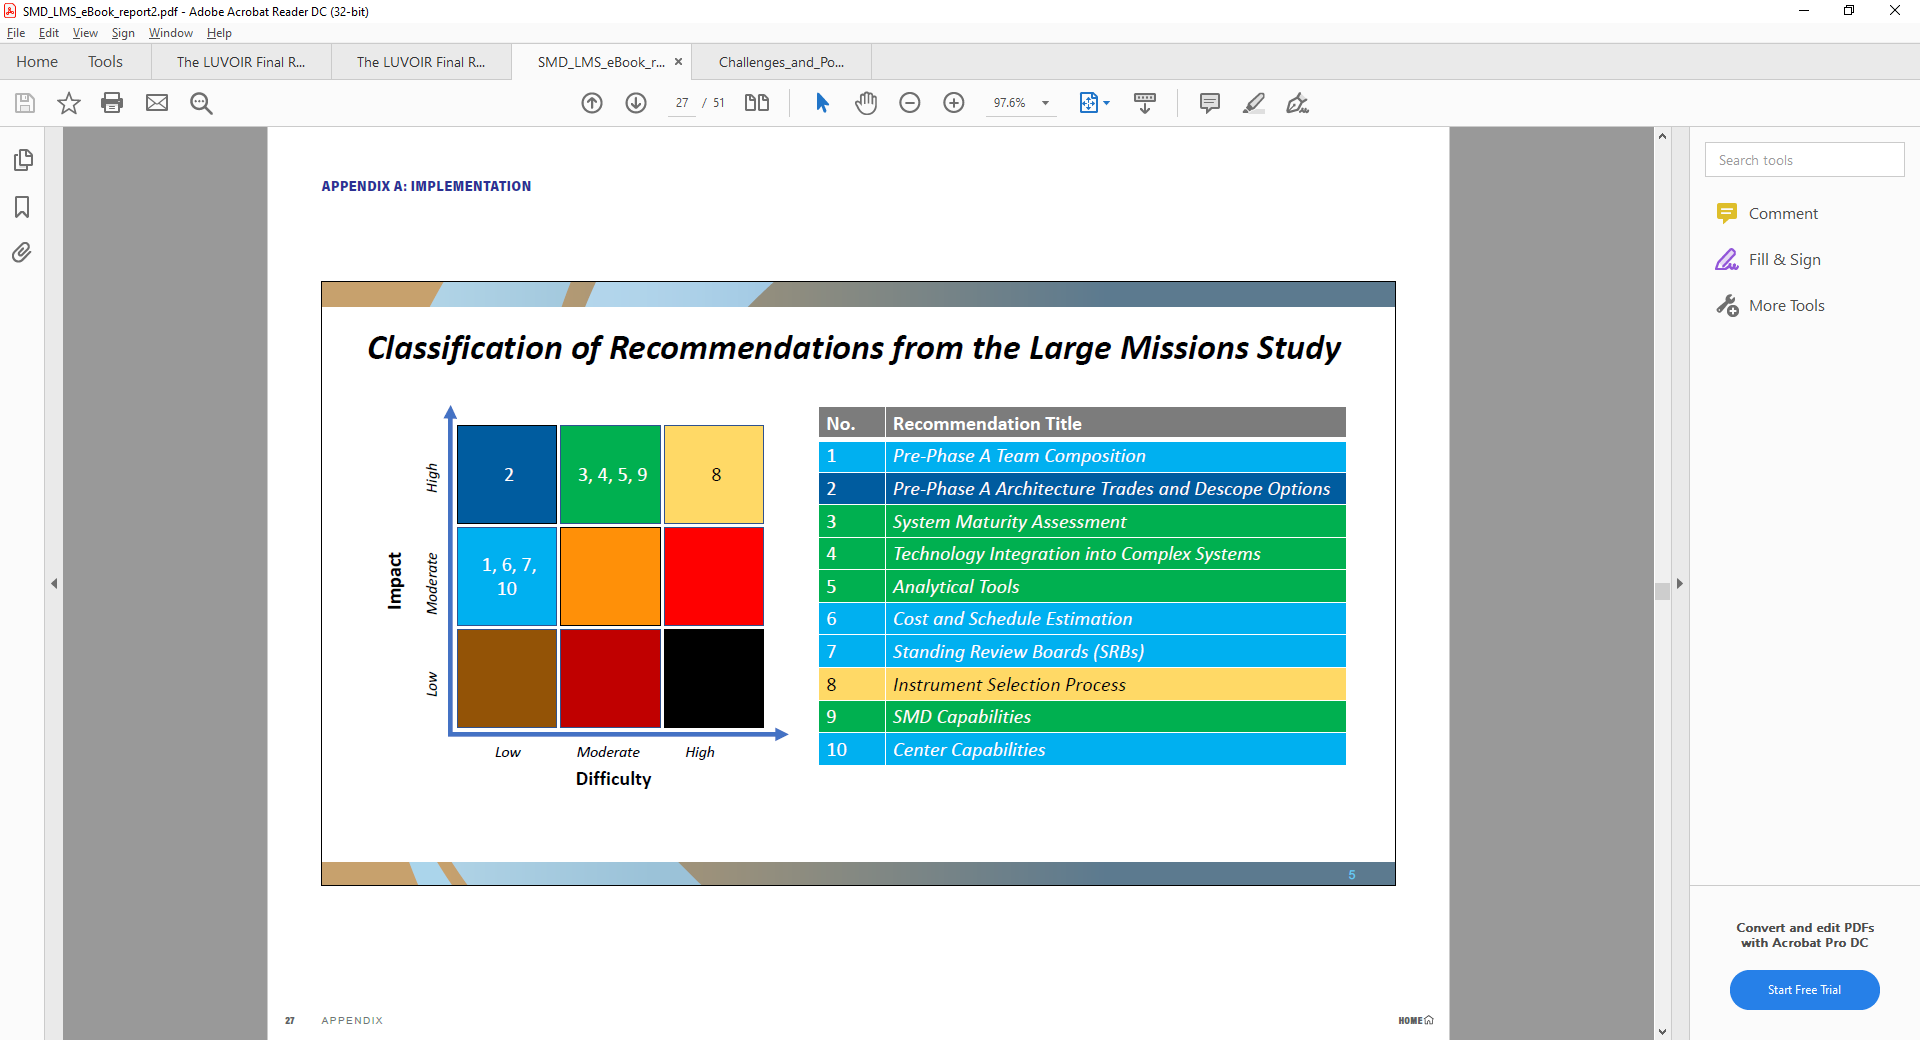 SMD_LMS_eBook_report2.pdf - Adobe Acrobat Reader DC (32-bit)
File Edit View Sign Window Help
Home Tools The LUVOIR Final R... The LUVOIR Final R... SMD_LMS_eBook_r... Challenges_and_Po...
27 / 51 97.6%
Search tools
Comment
Fill & Sign
More Tools
Convert and edit PDFs
with Acrobat Pro DC
Start Free Trial
APPENDIX A: IMPLEMENTATION
Classification of Recommendations from the Large Missions Study
Impact
High
Moderate
Low
2
3, 4, 5, 9
8
1, 6, 7,
10
Low Moderate High
Difficulty
No. Recommendation Title
1 Pre-Phase A Team Composition
2 Pre-Phase A Architecture Trades and Descope Options
3 System Maturity Assessment
4 Technology Integration into Complex Systems
5 Analytical Tools
6 Cost and Schedule Estimation
7 Standing Review Boards (SRBs)
8 Instrument Selection Process
9 SMD Capabilities
10 Center Capabilities
5
27 APPENDIX
HOME